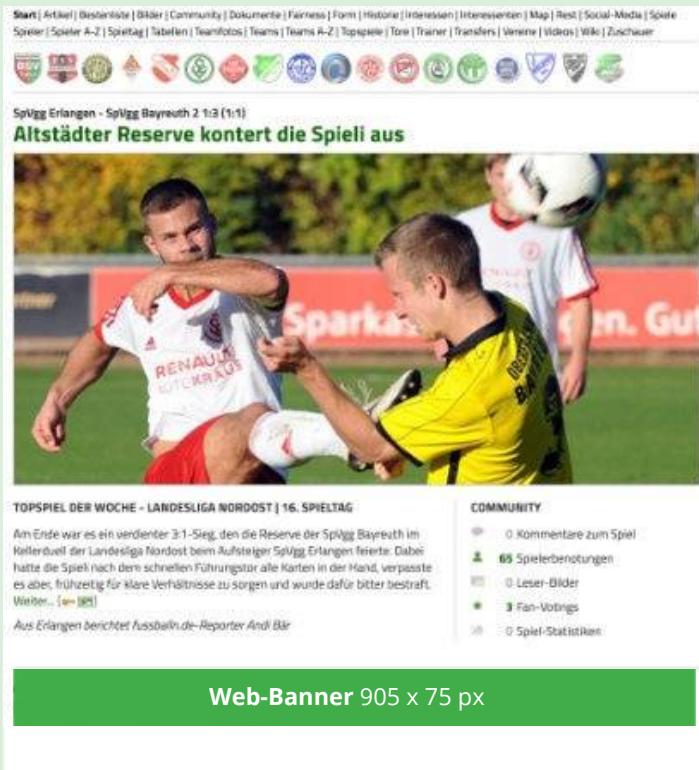 Start | Artikel | Bestenliste | Bilder | Community | Dokumente | Fairness | Form | Historie | Interessen | Interessenten | Map | Rest | Social-Media | Spiele
Spieler | Spieler A-Z | Spieltag | Tabellen | Teamfotos | Teams | Teams A-Z | Topspiele | Tore | Trainer | Transfers | Vereine | Videos | Wiki | Zuschauer
SpVgg Erlangen - SpVgg Bayreuth 2 1:3 (1:1)
Altstädter Reserve kontert die Spieli aus
Sparkas
en. Gu
RENAULT
AUTOKRAUS
TOPSPIEL DER WOCHE - LANDESLIGA NORDOST | 16. SPIELTAG
Am Ende war es ein verdienter 3:1-Sieg, den die Reserve der SpVgg Bayreuth im
Kellerduell der Landesliga Nordost beim Aufsteiger SpVgg Erlangen feierte. Dabei
hatte die Spieli nach dem schnellen Führungstor alle Karten in der Hand, verpasste
es aber, frühzeitig für klare Verhältnisse zu sorgen und wurde dafür bitter bestraft.
Weiter...
Aus Erlangen berichtet fussballn.de-Reporter Andi Bär
COMMUNITY
0 Kommentare zum Spiel
65 Spielerbenotungen
0 Leser-Bilder
3 Fan-Votings
0 Spiel-Statistiken
Web-Banner 905 x 75 px